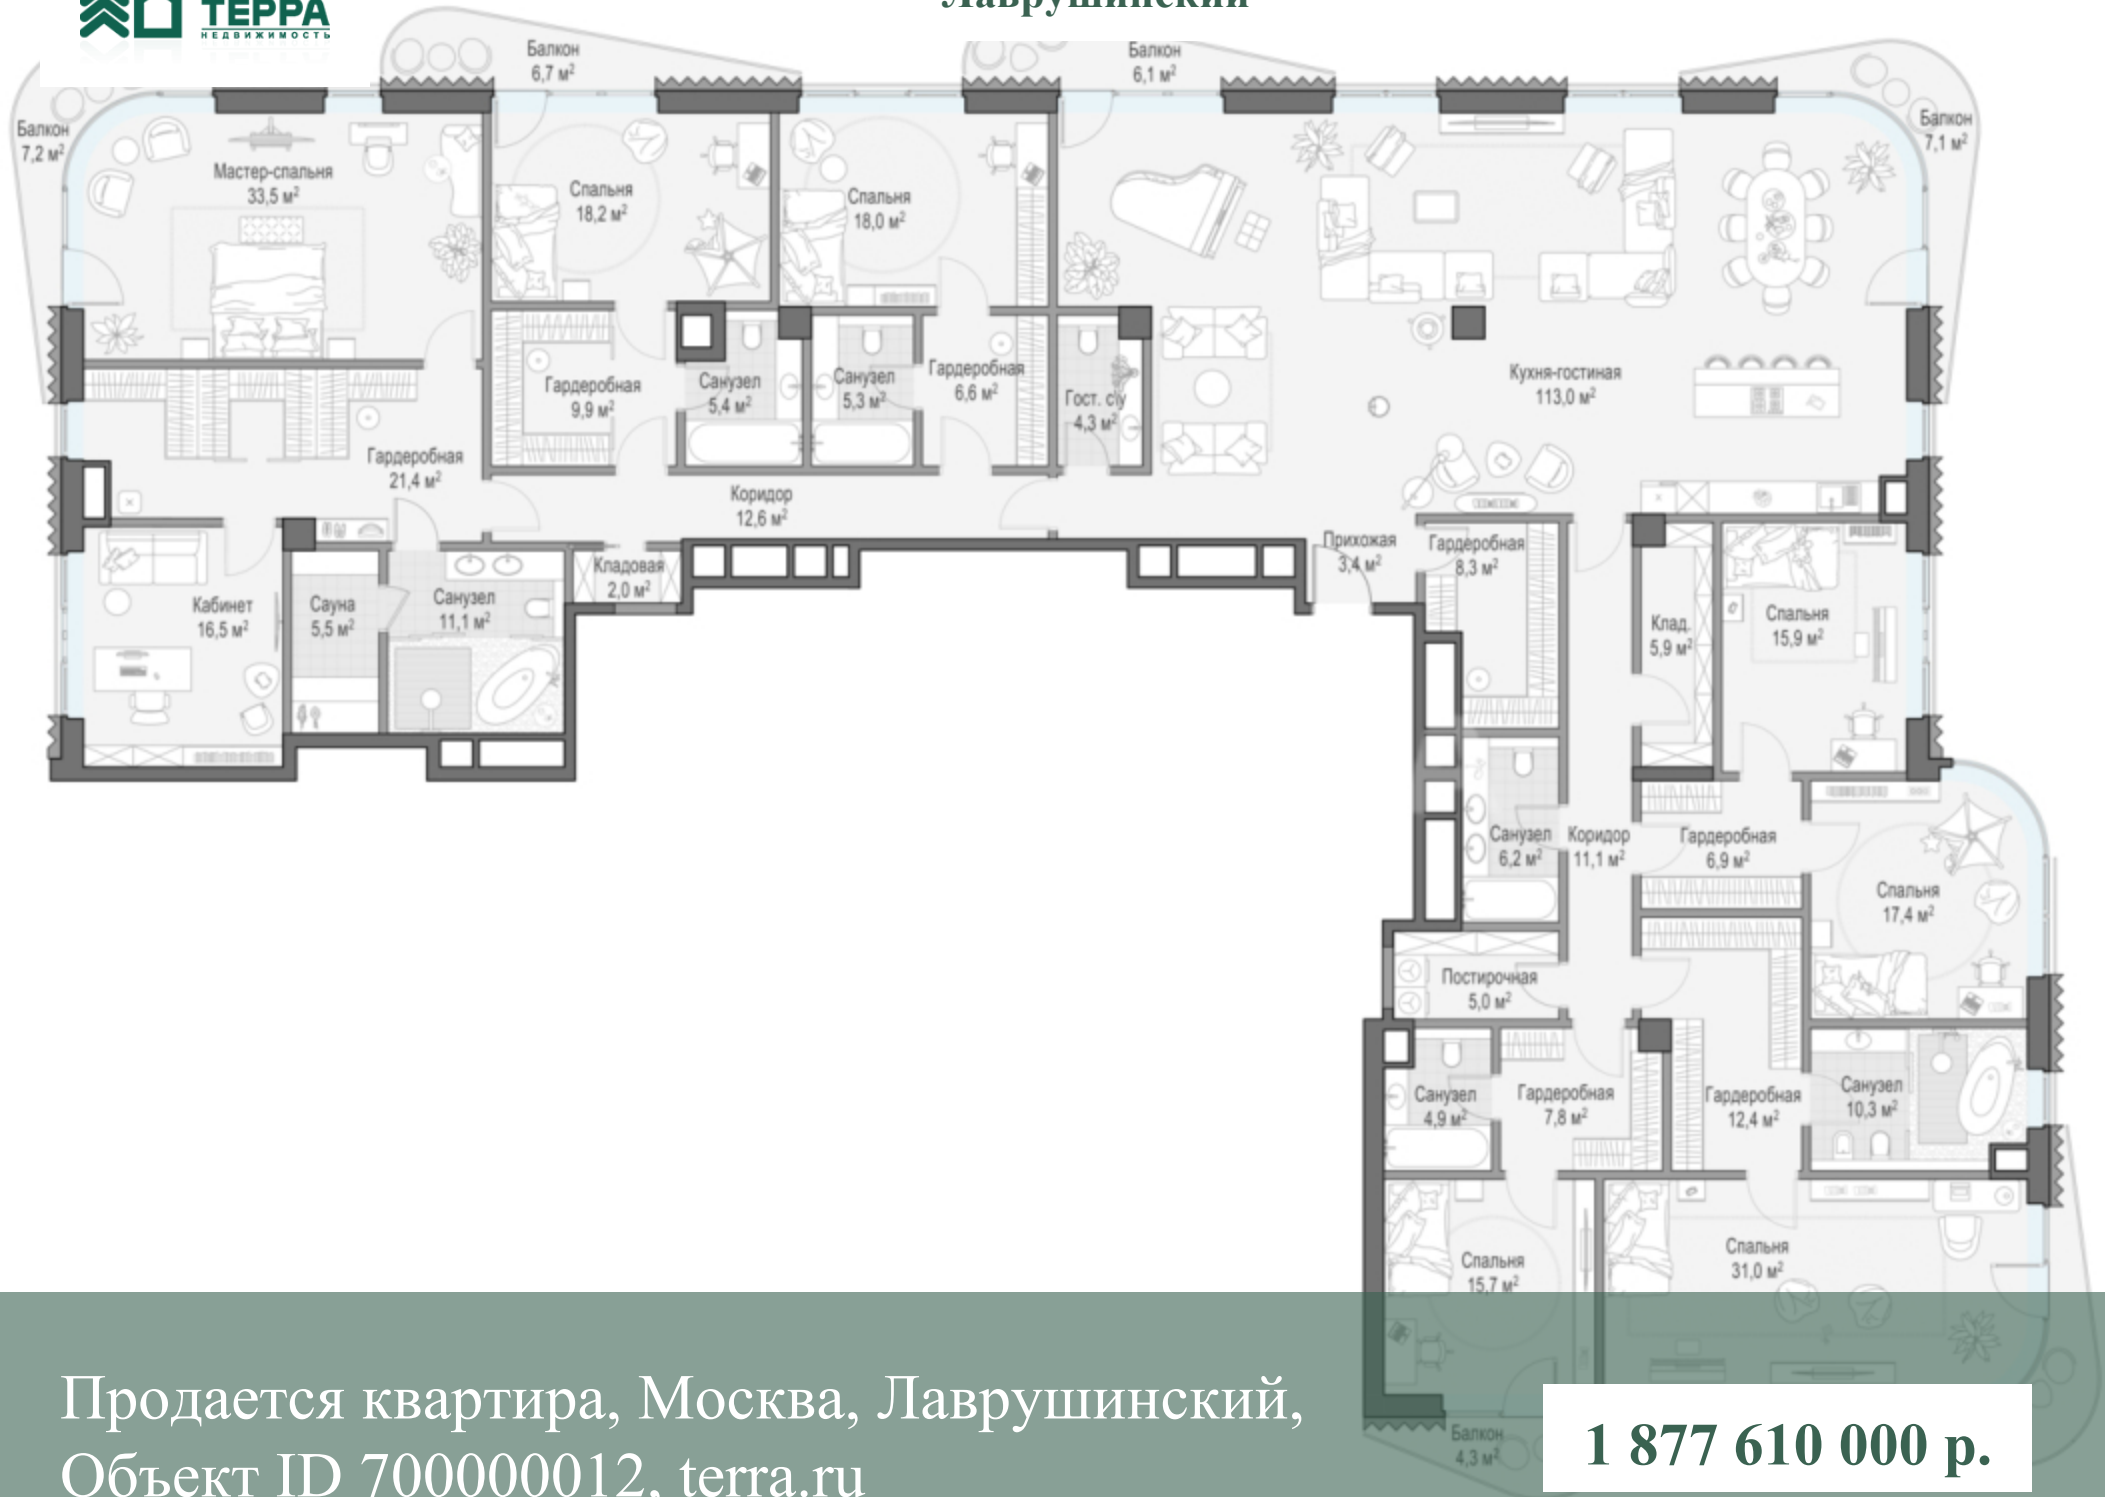 ТЕРРА
НЕДВИЖИМОСТЬ
Лаврушинский
Балкон
6,7 м²
Балкон
6,1 м²
Балкон
7,2 м²
Балкон
7,1 м²
Мастер-спальня
33,5 м²
Спальня
18,2 м²
Спальня
18,0 м²
Кухня-гостиная
113,0 м²
Гардеробная
9,9 м²
Санузел
5,4 м²
Санузел
5,3 м²
Гардеробная
6,6 м²
Гост. с/у
4,3 м²
Гардеробная
21,4 м²
Коридор
12,6 м²
Прихожая
3,4 м²
Гардеробная
8,3 м²
Кладовая
2,0 м²
Кабинет
16,5 м²
Сауна
5,5 м²
Санузел
11,1 м²
Клад.
5,9 м²
Спальня
15,9 м²
Санузел
6,2 м²
Коридор
11,1 м²
Гардеробная
6,9 м²
Спальня
17,4 м²
Постирочная
5,0 м²
Санузел
4,9 м²
Гардеробная
7,8 м²
Гардеробная
12,4 м²
Санузел
10,3 м²
Спальня
15,7 м²
Спальня
31,0 м²
Балкон
4,3 м²
Продается квартира, Москва, Лаврушинский,
Объект ID 700000012, terra.ru
1 877 610 000 р.